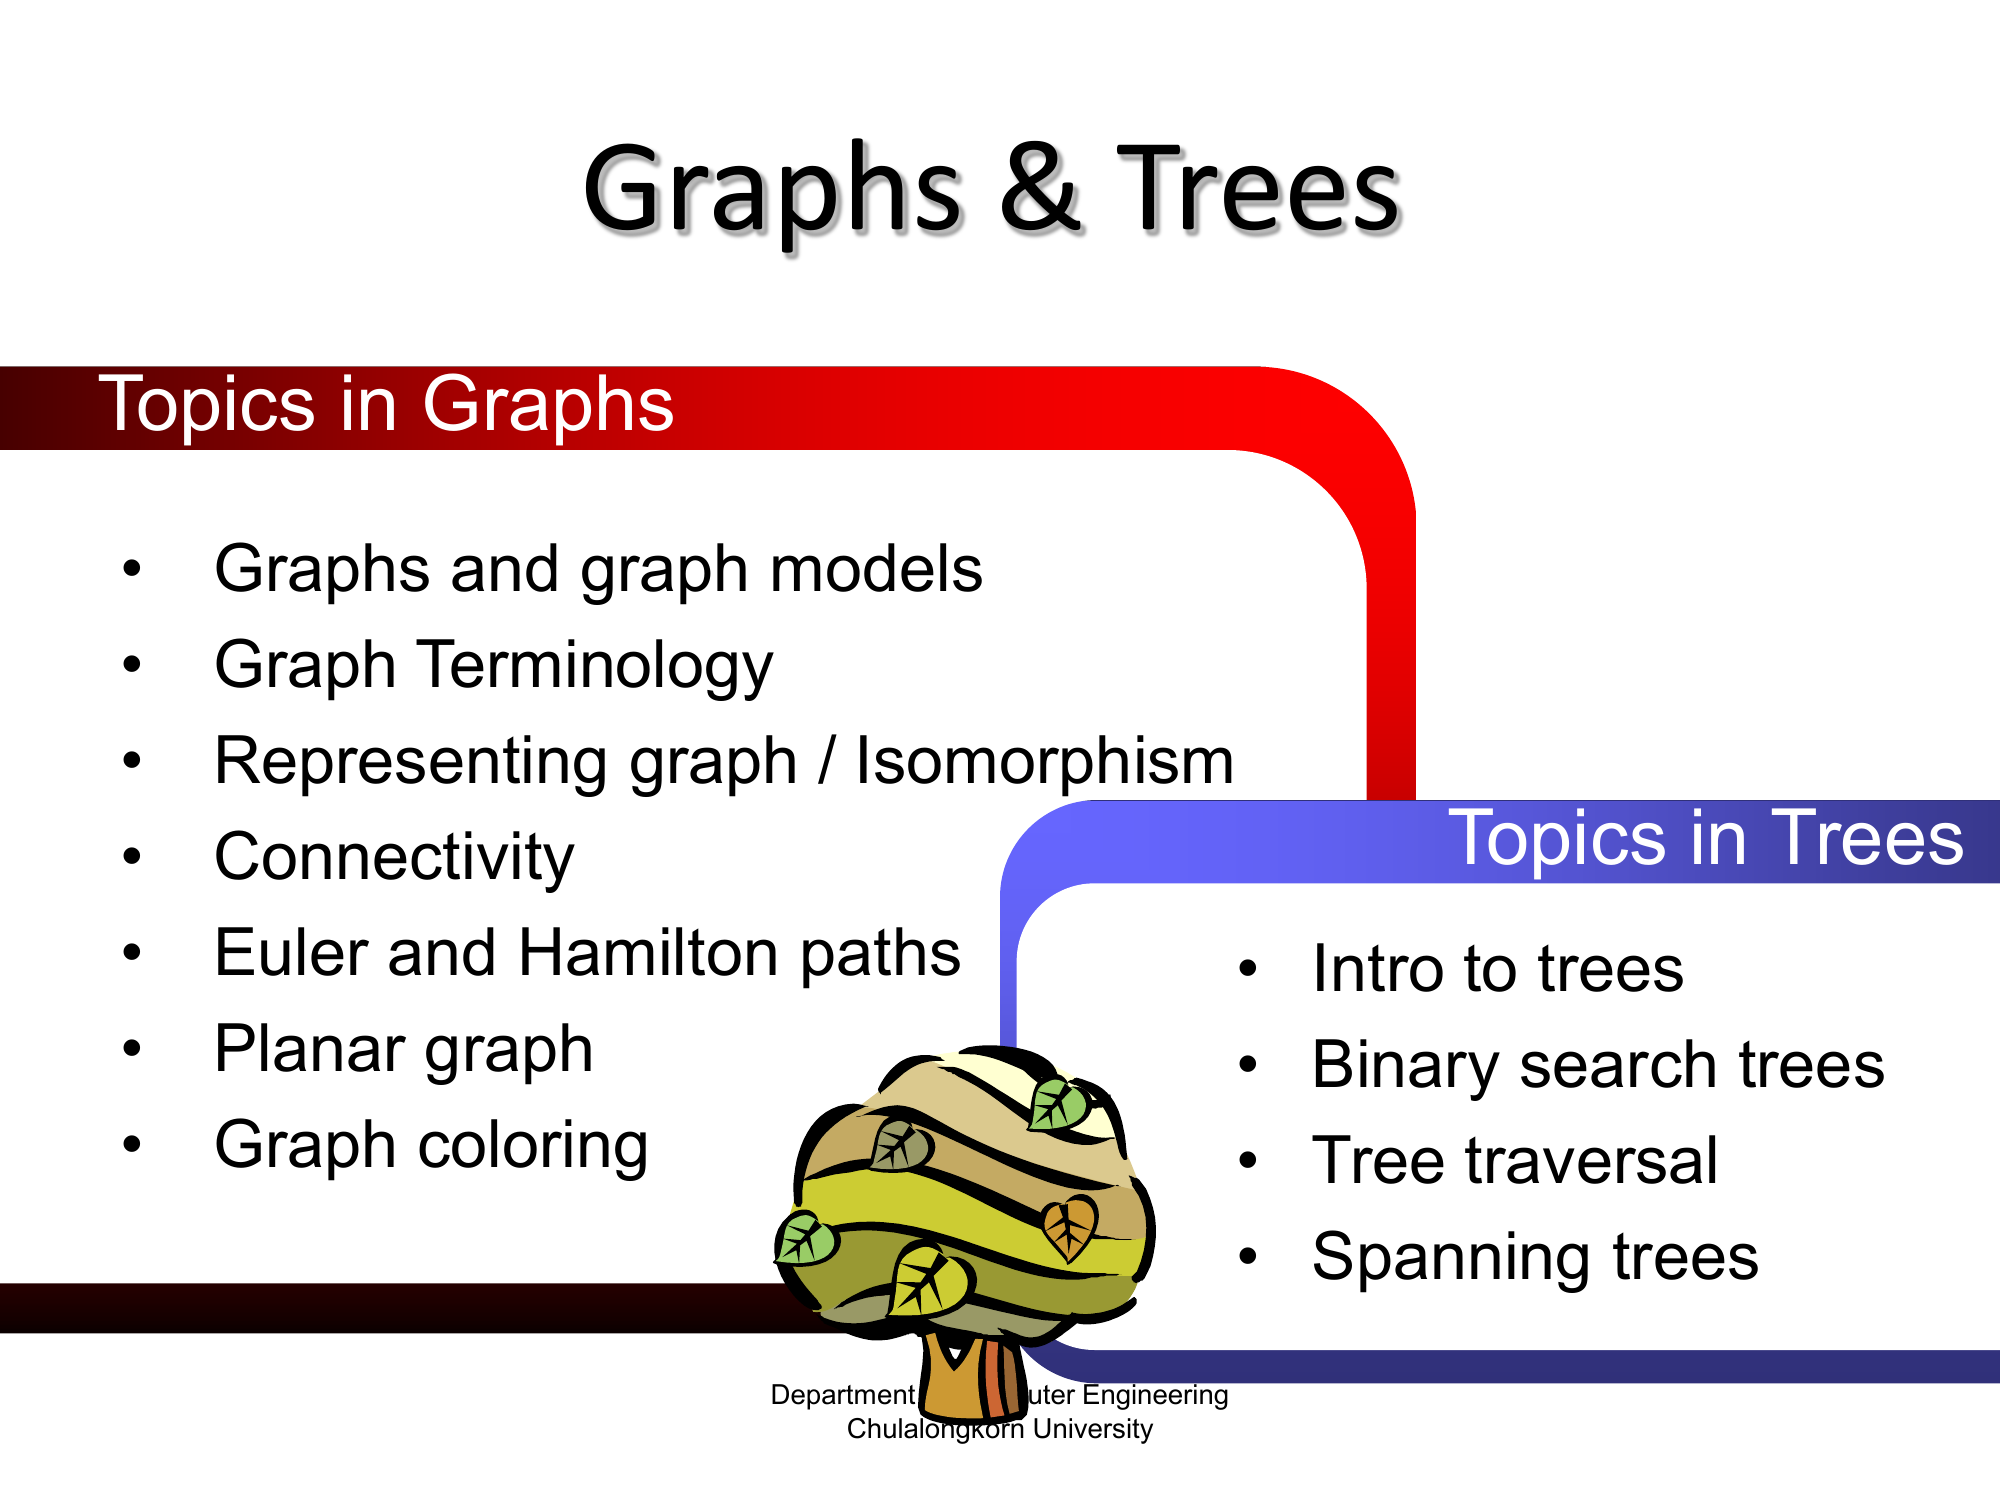 Graphs & Trees
Topics in Graphs
• Graphs and graph models
• Graph Terminology
• Representing graph / Isomorphism
• Connectivity
• Euler and Hamilton paths
• Planar graph
• Graph coloring
Topics in Trees
• Intro to trees
• Binary search trees
• Tree traversal
• Spanning trees
Department uter Engineering
Chulalongkorn University